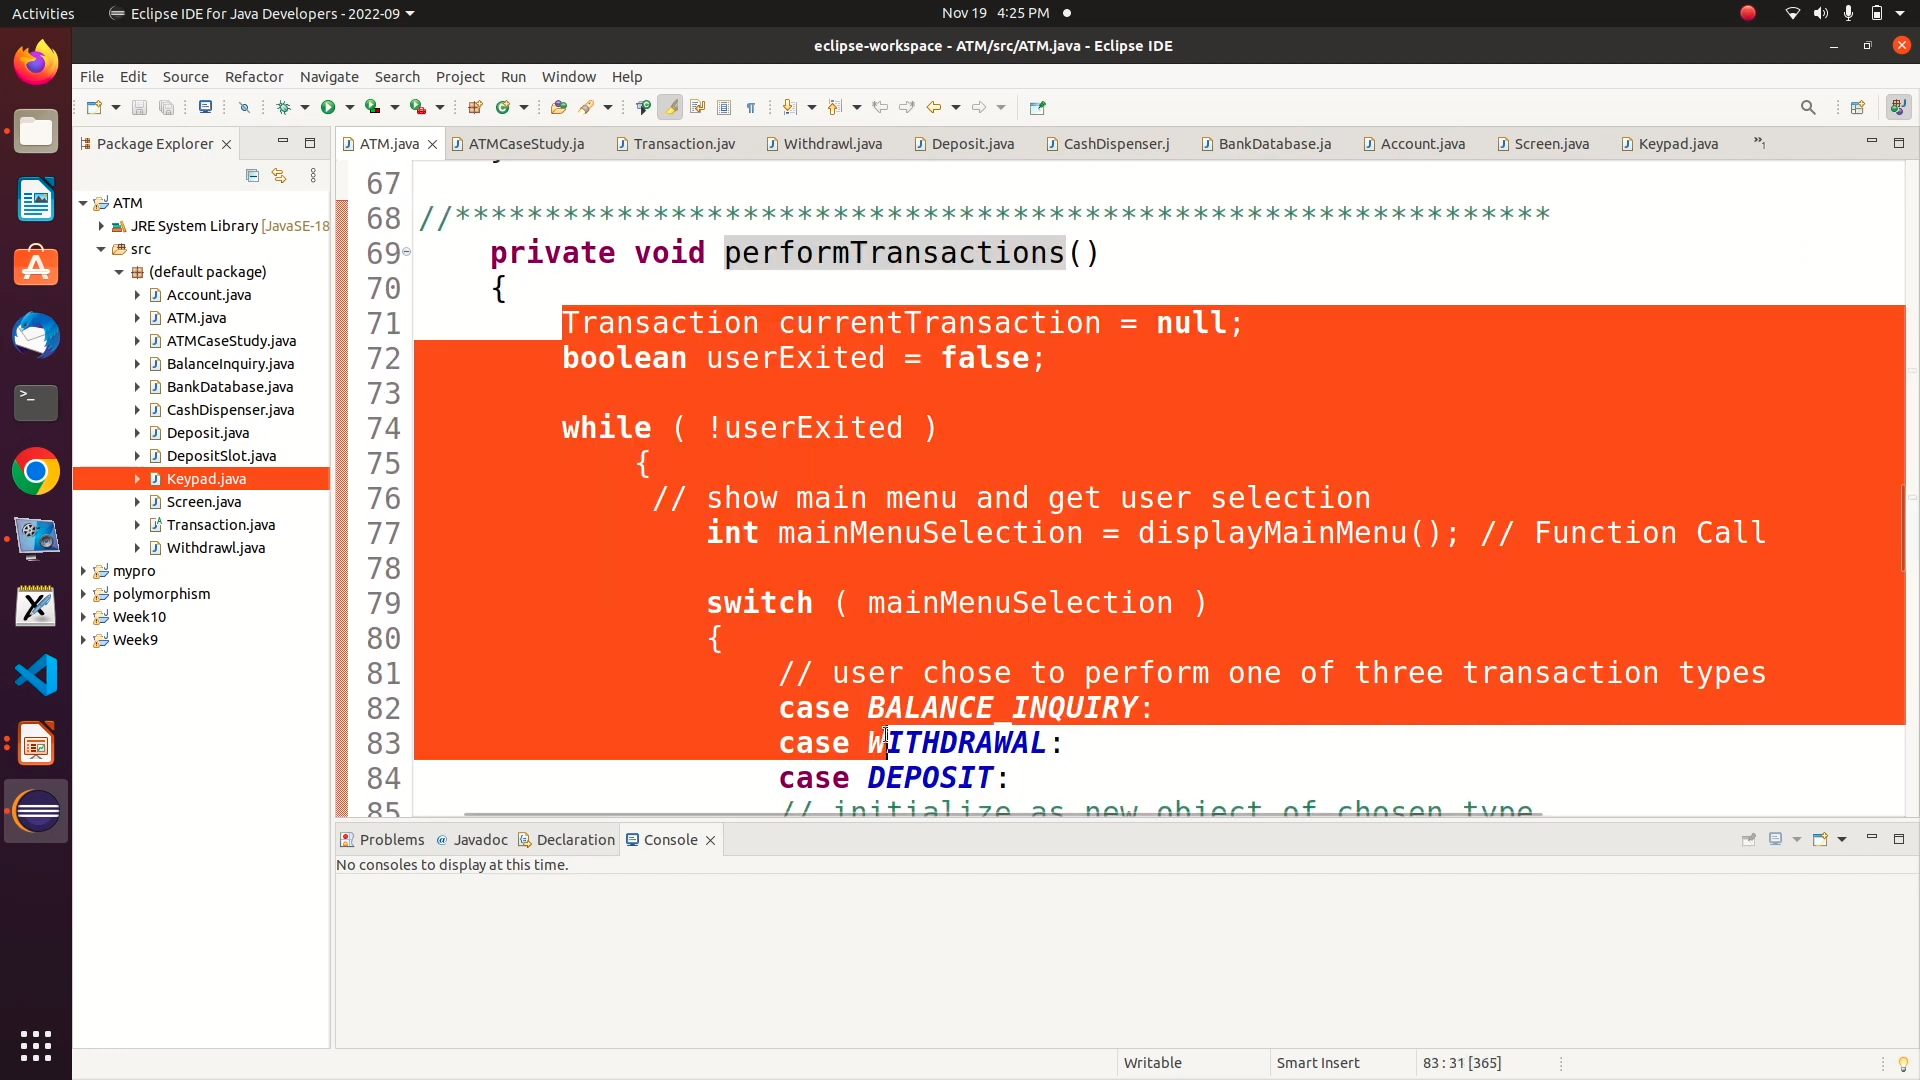 Activities
Eclipse IDE for Java Developers - 2022-09
Nov 19 4:25 PM
eclipse-workspace - ATM/src/ATM.java - Eclipse IDE
File Edit Source Refactor Navigate Search Project Run Window Help
Package Explorer
ATM.java ATMCaseStudy.ja Transaction.jav Withdrawl.java Deposit.java CashDispenser.j BankDatabase.ja Account.java Screen.java Keypad.java
ATM
JRE System Library [JavaSE-18
src
(default package)
Account.java
ATM.java
ATMCaseStudy.java
BalanceInquiry.java
BankDatabase.java
CashDispenser.java
Deposit.java
DepositSlot.java
Keypad.java
Screen.java
Transaction.java
Withdrawl.java
mypro
polymorphism
Week10
Week9
67
68 //*************************************************************
69 private void performTransactions()
70 {
71 Transaction currentTransaction = null;
72 boolean userExited = false;
73
74 while ( !userExited )
75 {
76 // show main menu and get user selection
77 int mainMenuSelection = displayMainMenu(); // Function Call
78
79 switch ( mainMenuSelection )
80 {
81 // user chose to perform one of three transaction types
82 case BALANCE_INQUIRY:
83 case WITHDRAWAL:
84 case DEPOSIT:
85 // initialize as new object of chosen type
Problems Javadoc Declaration Console
No consoles to display at this time.
Writable Smart Insert 83 : 31 [365]